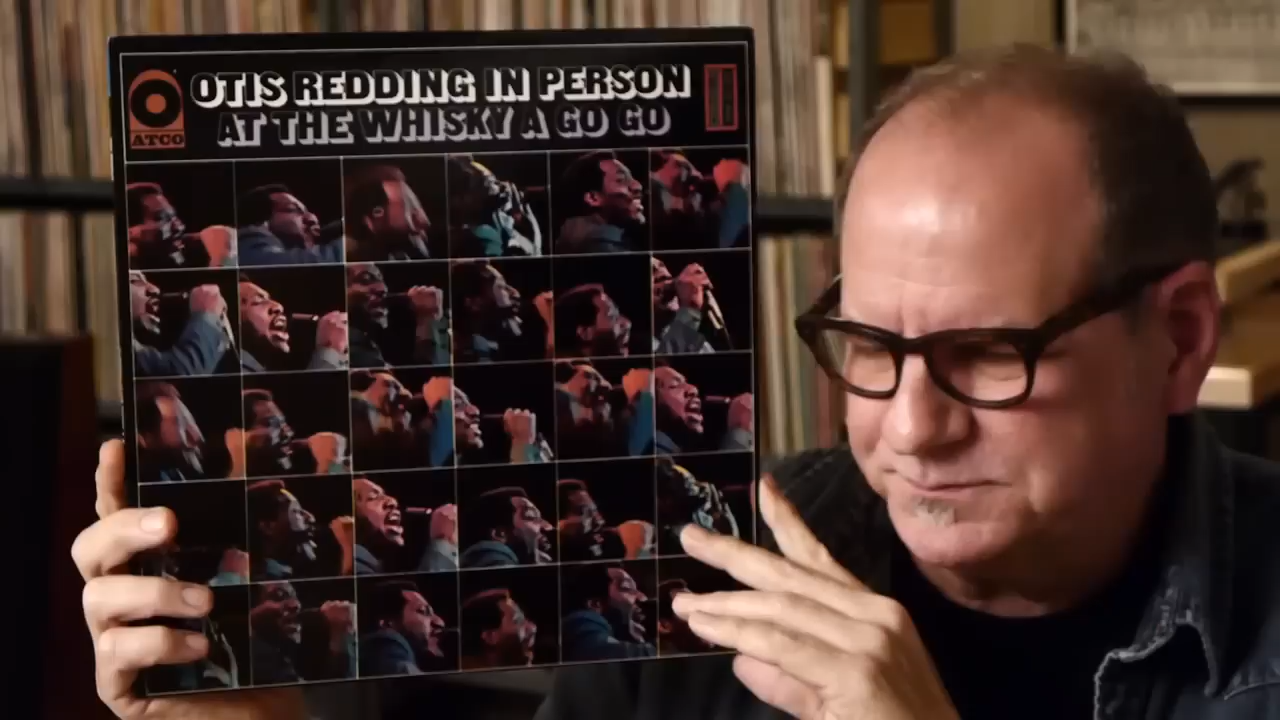 OTIS REDDING IN PERSON
AT THE WHISKY A GO GO
ATCO